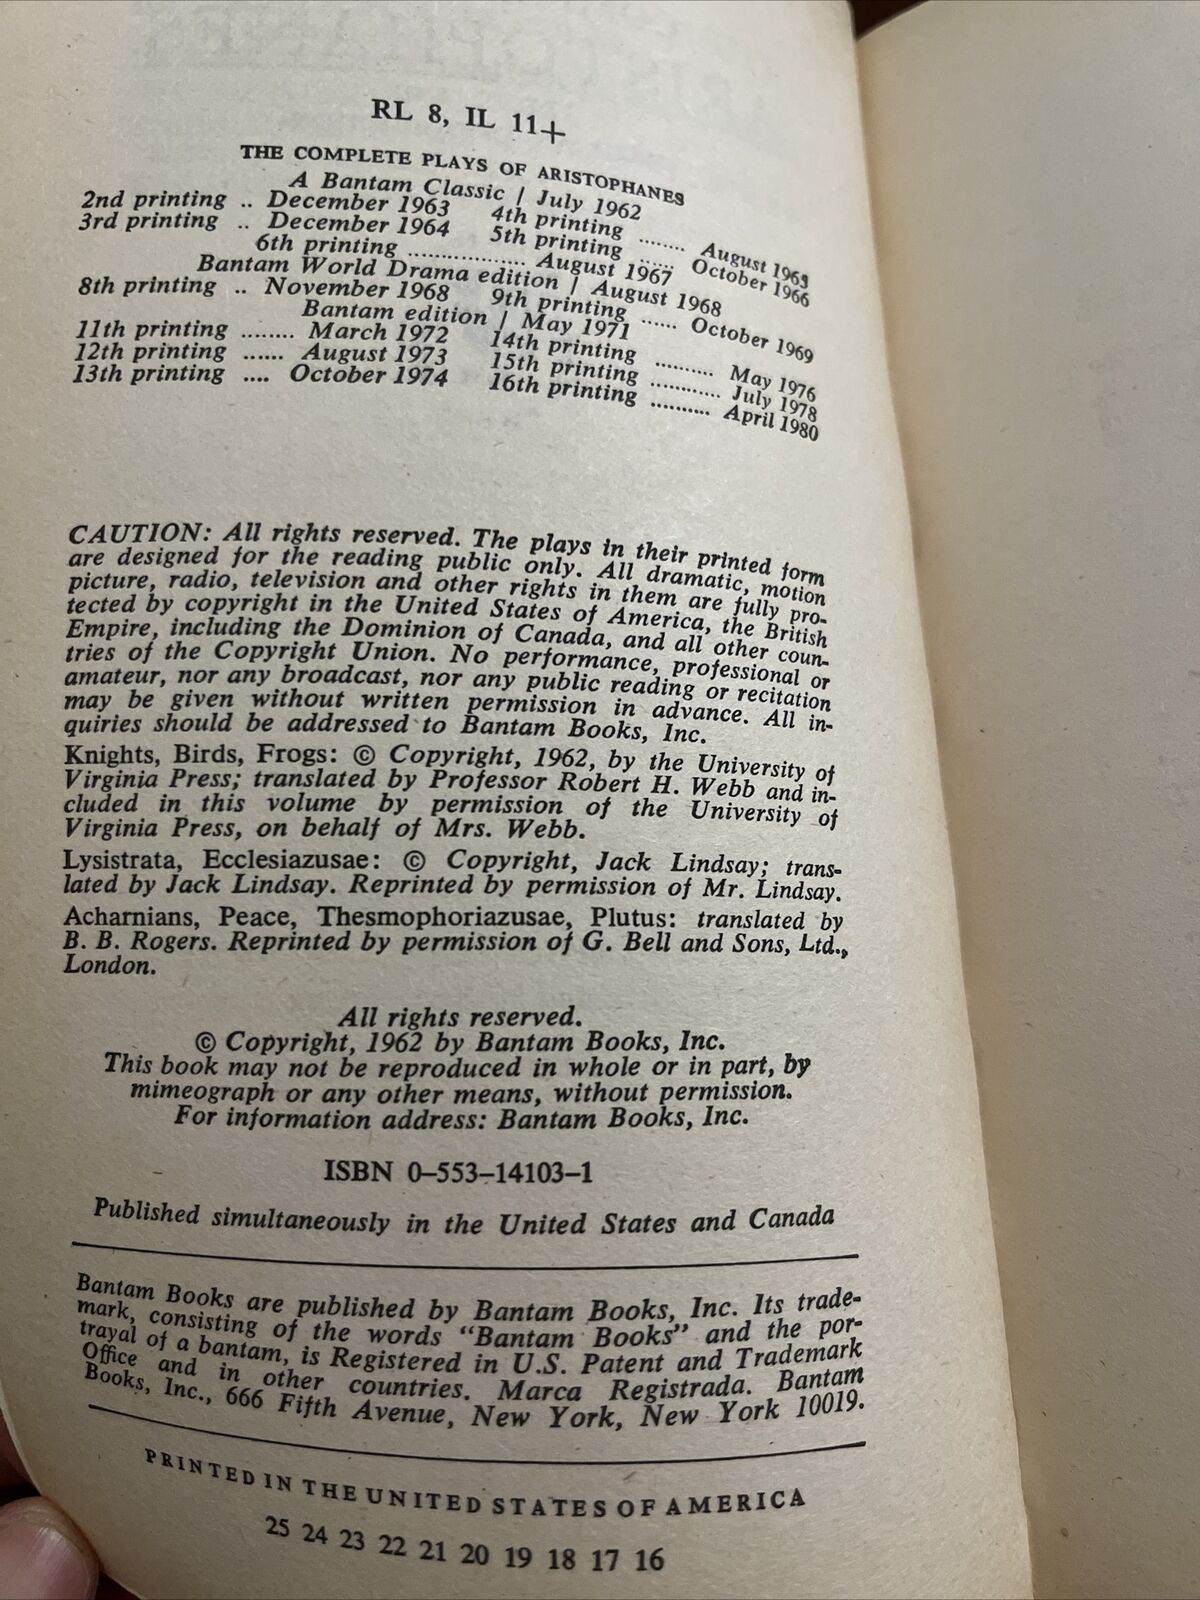 RL 8, IL 11+
THE COMPLETE PLAYS OF ARISTOPHANES
A Bantam Classic / July 1962
2nd printing .. December 1963 4th printing ........ August 1965
3rd printing .. December 1964 5th printing ...... October 1966
6th printing .................. August 1967
Bantam World Drama edition / August 1968
8th printing .. November 1968 9th printing ...... October 1969
Bantam edition / May 1971
11th printing ........ March 1972 14th printing .......... May 1976
12th printing ...... August 1973 15th printing ............ July 1978
13th printing .... October 1974 16th printing .......... April 1980
CAUTION: All rights reserved. The plays in their printed form
are designed for the reading public only. All dramatic, motion
picture, radio, television and other rights in them are fully pro-
tected by copyright in the United States of America, the British
Empire, including the Dominion of Canada, and all other coun-
tries of the Copyright Union. No performance, professional or
amateur, nor any broadcast, nor any public reading or recitation
may be given without written permission in advance. All in-
quiries should be addressed to Bantam Books, Inc.
Knights, Birds, Frogs: © Copyright, 1962, by the University of
Virginia Press; translated by Professor Robert H. Webb and in-
cluded in this volume by permission of the University of
Virginia Press, on behalf of Mrs. Webb.
Lysistrata, Ecclesiazusae: © Copyright, Jack Lindsay; trans-
lated by Jack Lindsay. Reprinted by permission of Mr. Lindsay.
Acharnians, Peace, Thesmophoriazusae, Plutus: translated by
B. B. Rogers. Reprinted by permission of G. Bell and Sons, Ltd.,
London.
All rights reserved.
© Copyright, 1962 by Bantam Books, Inc.
This book may not be reproduced in whole or in part, by
mimeograph or any other means, without permission.
For information address: Bantam Books, Inc.
ISBN 0–553–14103–1
Published simultaneously in the United States and Canada
Bantam Books are published by Bantam Books, Inc. Its trade-
mark, consisting of the words "Bantam Books" and the por-
trayal of a bantam, is Registered in U.S. Patent and Trademark
Office and in other countries. Marca Registrada. Bantam
Books, Inc., 666 Fifth Avenue, New York, New York 10019.
PRINTED IN THE UNITED STATES OF AMERICA
25 24 23 22 21 20 19 18 17 16